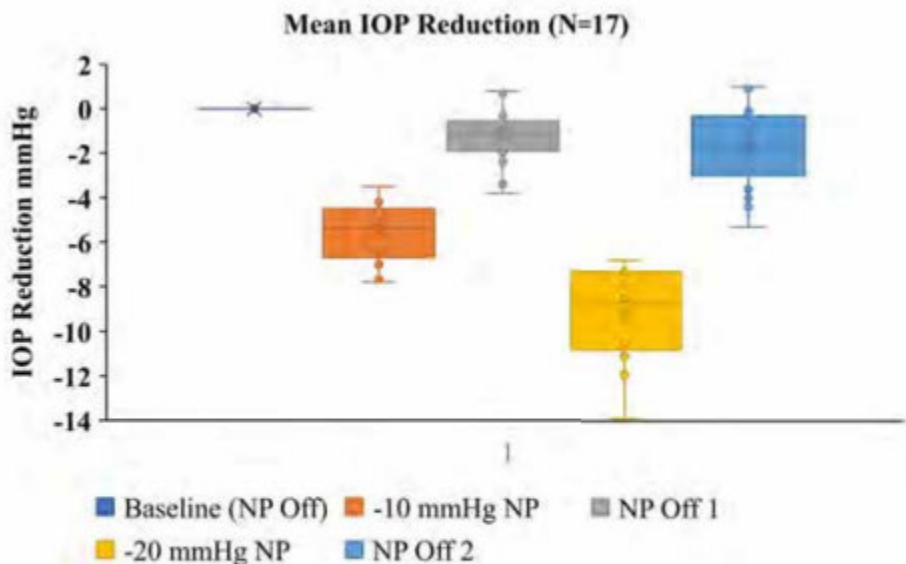 Mean IOP Reduction (N=17)
IOP Reduction mmHg
2
0
-2
-4
-6
-8
-10
-12
-14
1
Baseline (NP Off) -10 mmHg NP NP Off 1
-20 mmHg NP NP Off 2